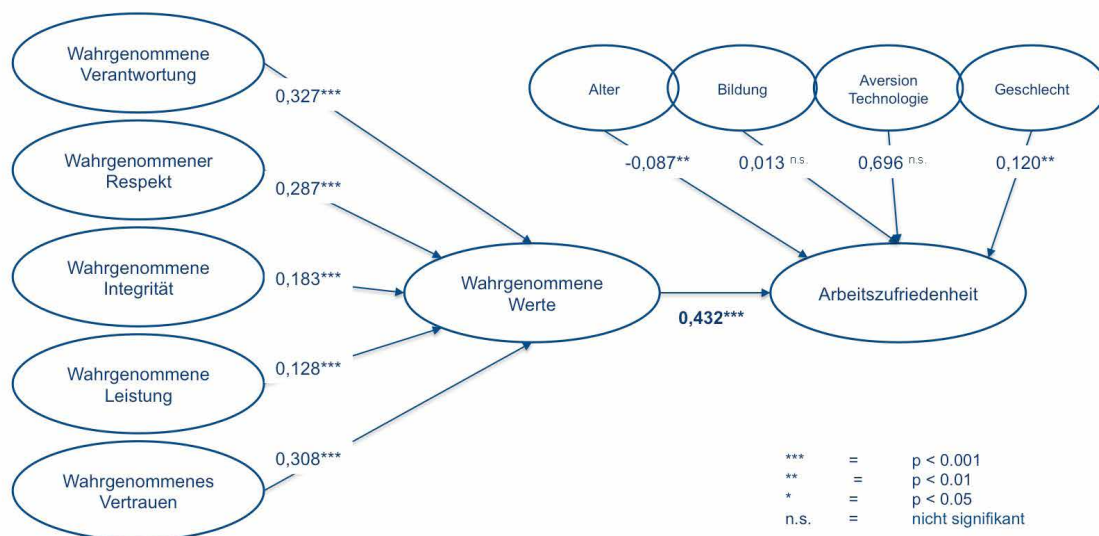 Wahrgenommene
Verantwortung
0,327***
Wahrgenommener
Respekt
0,287***
Wahrgenommene
Integrität
0,183***
Wahrgenommene
Leistung
0,128***
Wahrgenommenes
Vertrauen
0,308***
Wahrgenommene
Werte
0,432***
Alter
Bildung
Aversion
Technologie
Geschlecht
-0,087**
0,013 n.s.
0,696 n.s.
0,120**
Arbeitszufriedenheit
*** = p < 0.001
** = p < 0.01
* = p < 0.05
n.s. = nicht signifikant